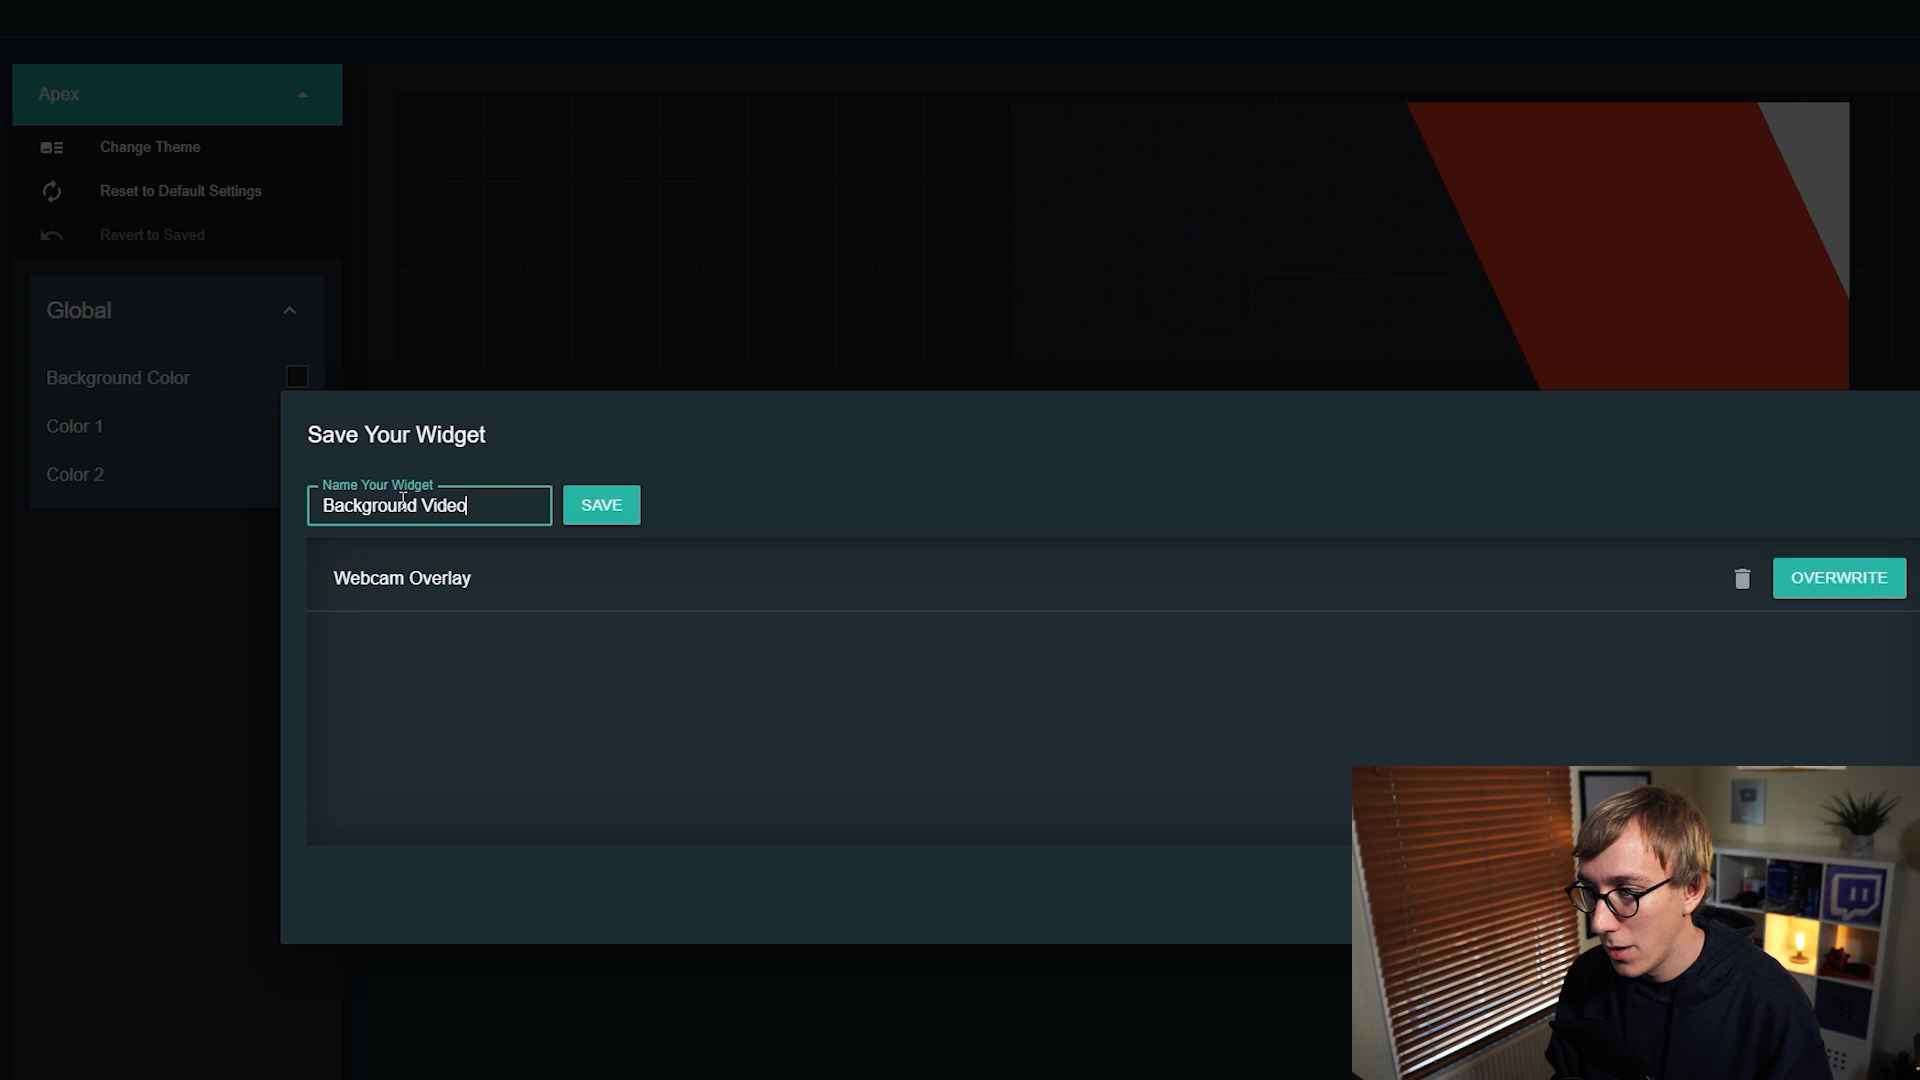 Apex
Change Theme
Reset to Default Settings
Revert to Saved
Global
Background Color
Color 1
Color 2
Save Your Widget
Name Your Widget
Background Video
SAVE
Webcam Overlay
OVERWRITE